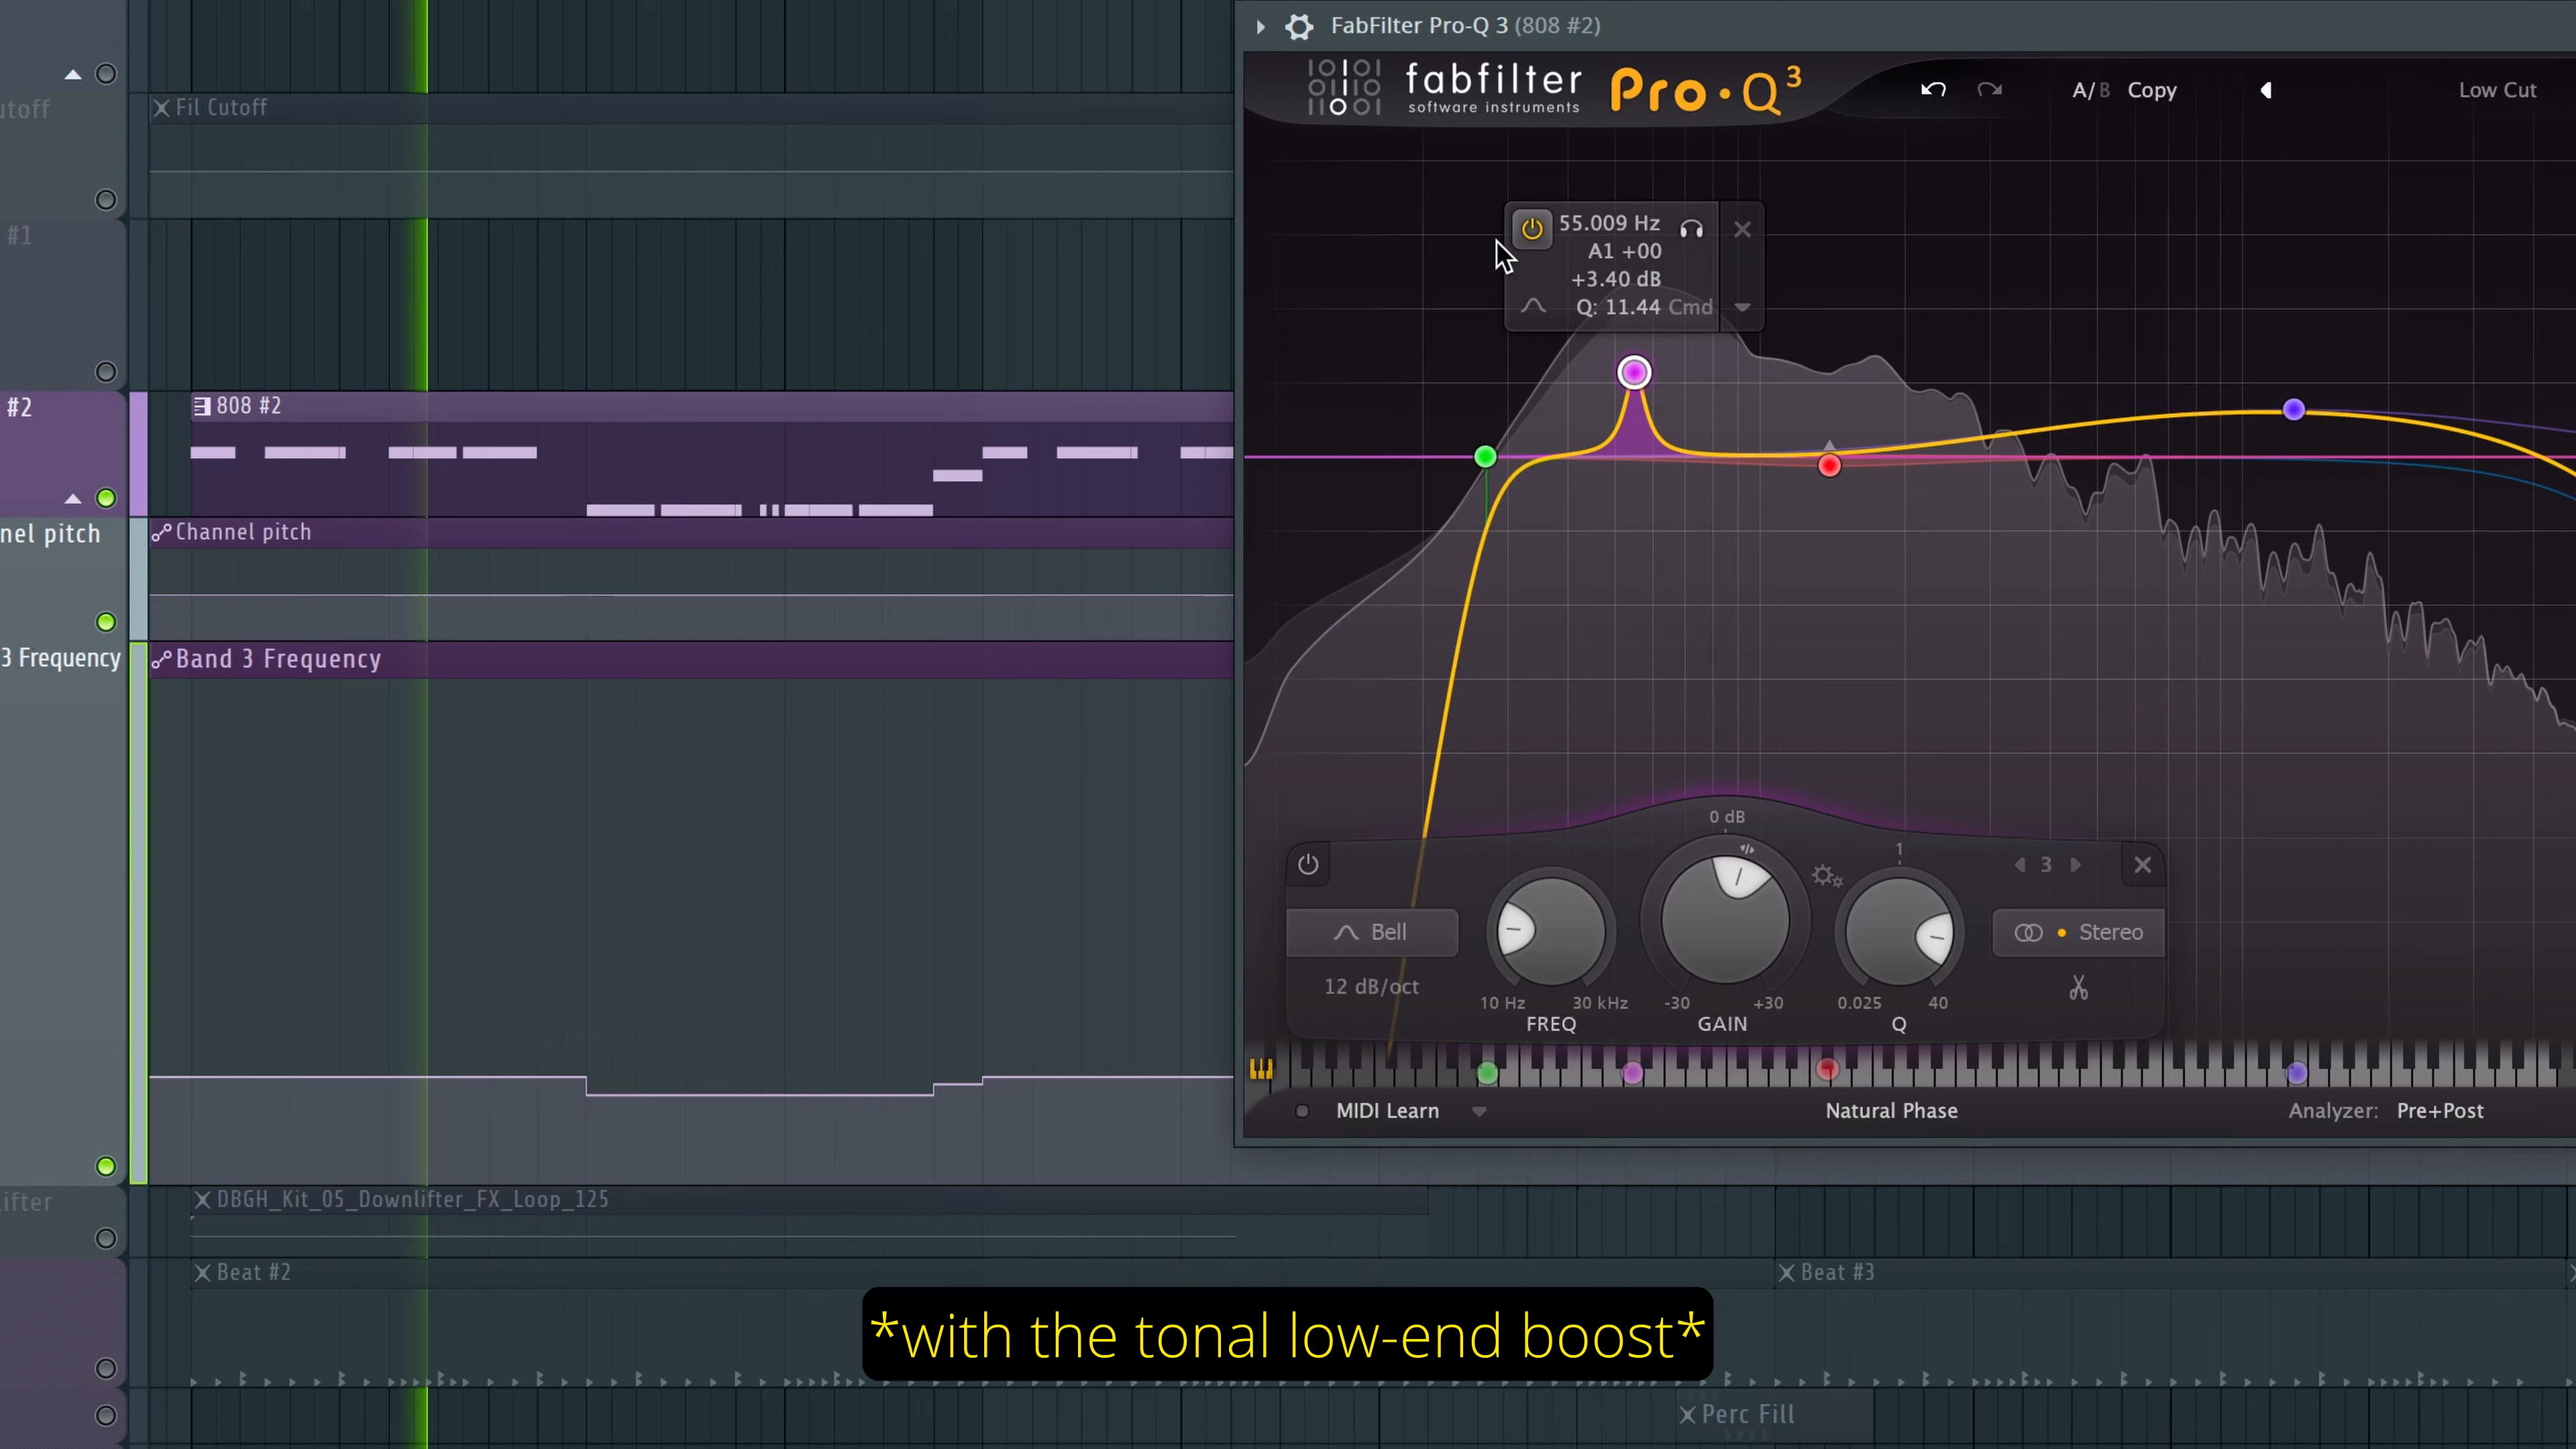 utoff
Fil Cutoff
#1
#2
808 #2
nel pitch
Channel pitch
3 Frequency
Band 3 Frequency
ifter
DBGH_Kit_05_Downlifter_FX_Loop_125
Beat #2
Beat #3
Perc Fill
FabFilter Pro-Q 3 (808 #2)
fabfilter
software instruments
Pro·Q 3
A/B Copy
Low Cut
55.009 Hz
A1 +00
+3.40 dB
Q: 11.44 Cmd
0 dB
1
3
Bell
Stereo
12 dB/oct
10 Hz 30 kHz
-30 +30
0.025 40
FREQ
GAIN
Q
MIDI Learn
Natural Phase
Analyzer: Pre+Post
*with the tonal low-end boost*